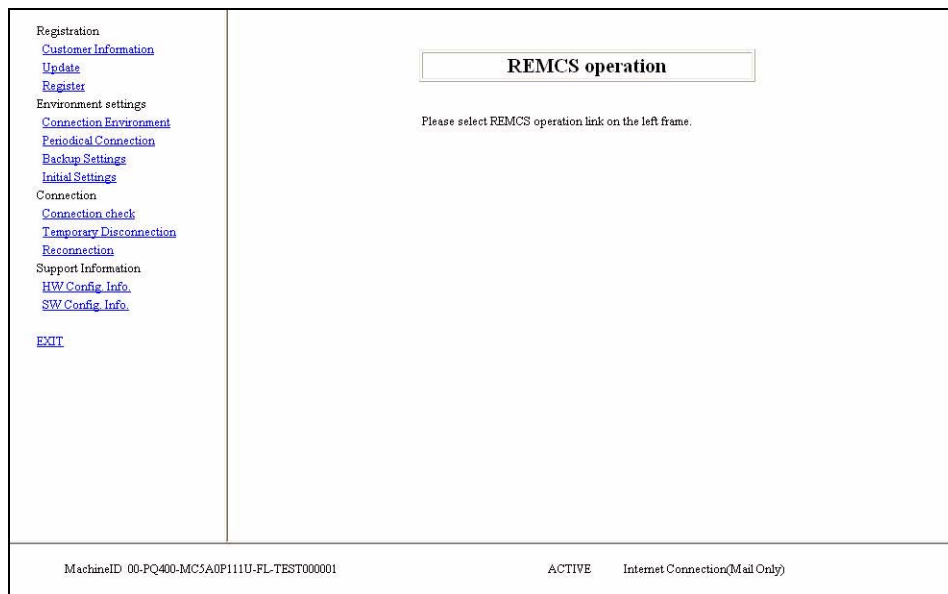 Registration
Customer Information
Update
Register
Environment settings
Connection Environment
Periodical Connection
Backup Settings
Initial Settings
Connection
Connection check
Temporary Disconnection
Reconnection
Support Information
HW Config. Info.
SW Config. Info.
EXIT
REMCS operation
Please select REMCS operation link on the left frame.
MachineID 00-PQ400-MC5A0P111U-FL-TEST000001 ACTIVE Internet Connection(Mail Only)